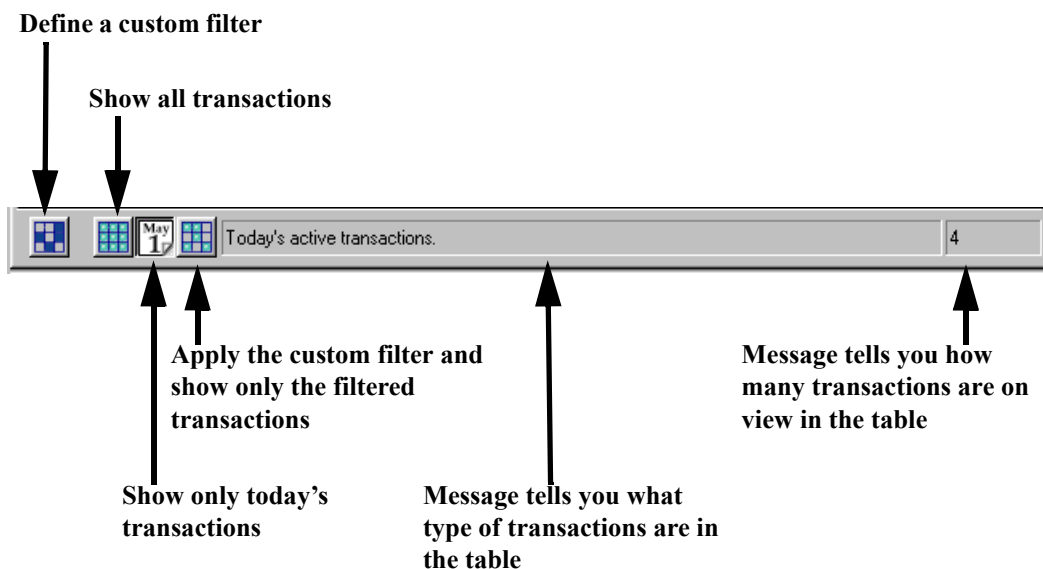 Define a custom filter
Show all transactions
May
1
Today's active transactions.
4
Apply the custom filter and
show only the filtered
transactions
Message tells you how
many transactions are on
view in the table
Show only today’s
transactions
Message tells you what
type of transactions are in
the table